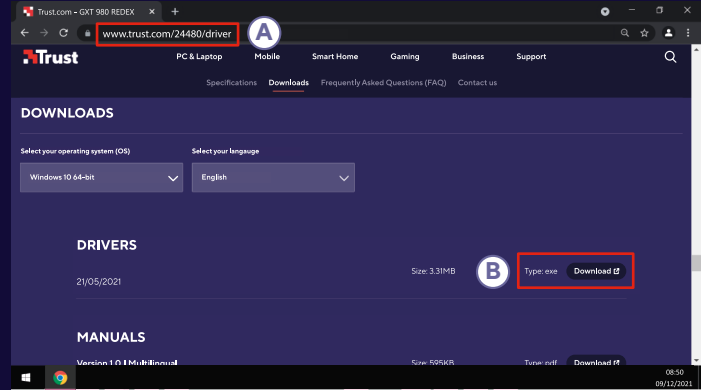 Trust.com – GXT 980 REDEX
www.trust.com/24480/driver
A
Trust
PC & Laptop Mobile Smart Home Gaming Business Support
Specifications Downloads Frequently Asked Questions (FAQ) Contact us
DOWNLOADS
Select your operating system (OS) Select your langauge
Windows 10 64-bit English
DRIVERS
Size: 3.31MB B Type: exe Download
21/05/2021
MANUALS
Version 1.0 | Multilingual Size: 595KB Type: pdf Download
08:50
09/12/2021